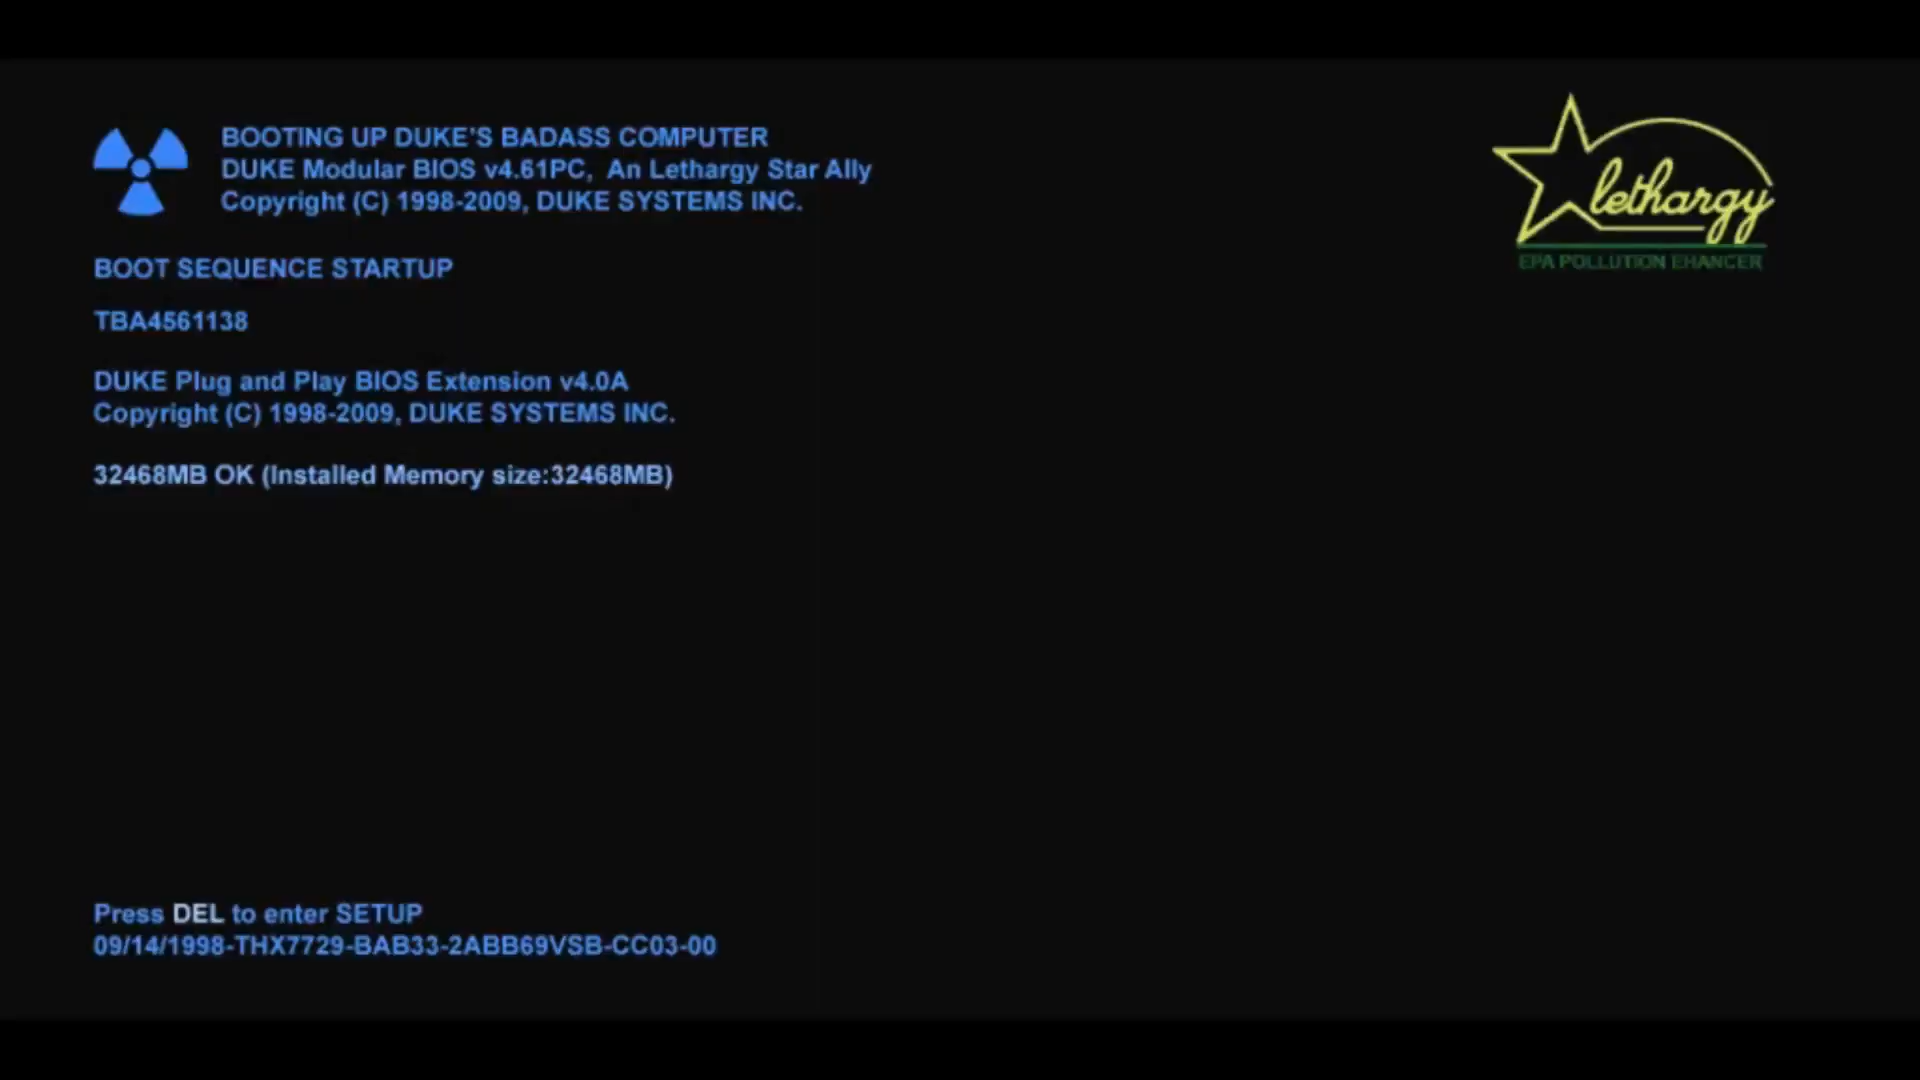 BOOTING UP DUKE'S BADASS COMPUTER
DUKE Modular BIOS v4.61PC, An Lethargy Star Ally
Copyright (C) 1998-2009, DUKE SYSTEMS INC.
lethargy
EPA POLLUTION EHANCER
BOOT SEQUENCE STARTUP
TBA4561138
DUKE Plug and Play BIOS Extension v4.0A
Copyright (C) 1998-2009, DUKE SYSTEMS INC.
32468MB OK (Installed Memory size:32468MB)
Press DEL to enter SETUP
09/14/1998-THX7729-BAB33-2ABB69VSB-CC03-00